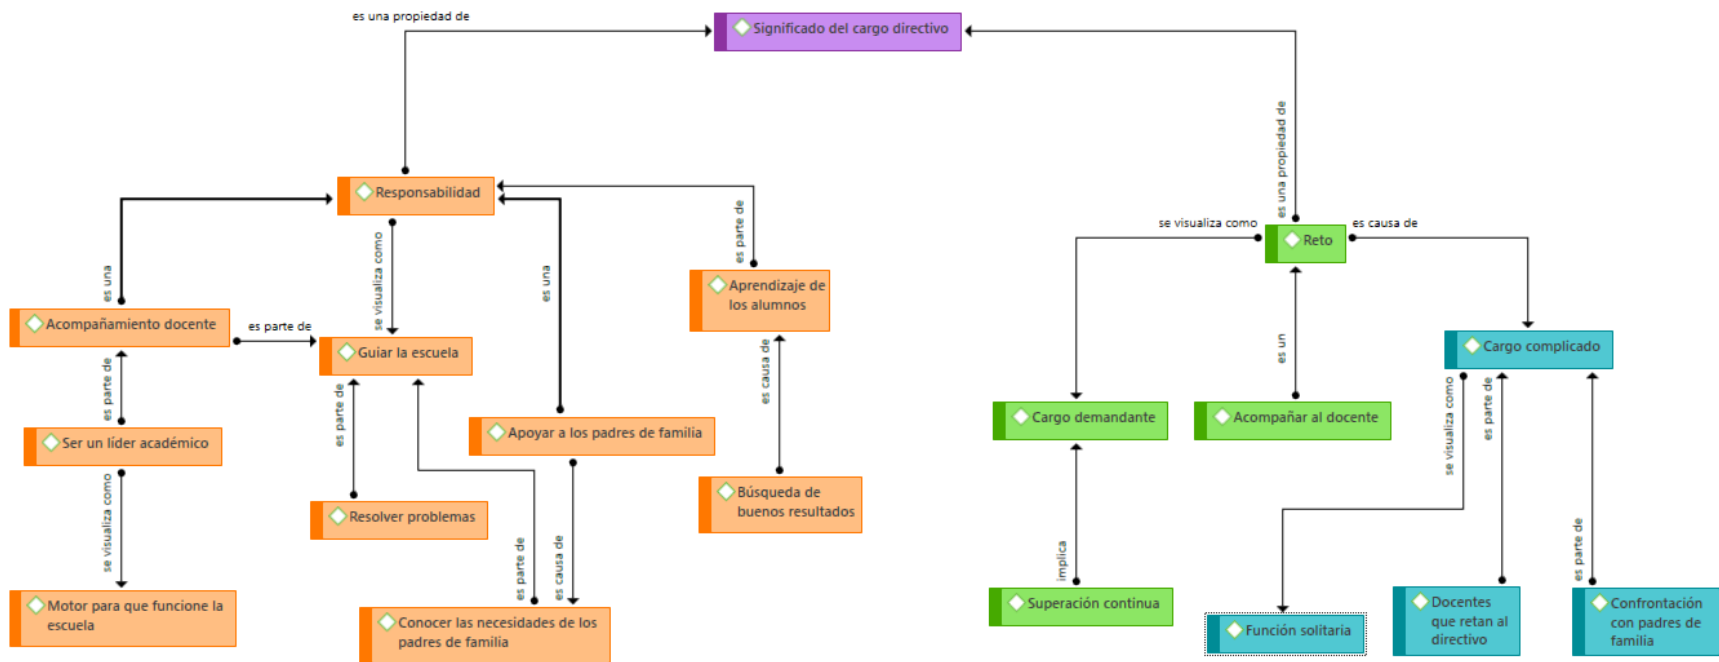 es una propiedad de
Significado del cargo directivo
es una propiedad de
Responsabilidad
es una
se visualiza como
es una
es parte de
Aprendizaje de
los alumnos
Acompañamiento docente
es parte de
Guiar la escuela
es parte de
es parte de
es causa de
Ser un líder académico
Apoyar a los padres de familia
se visualiza como
Resolver problemas
Búsqueda de
buenos resultados
es parte de
es causa de
Motor para que funcione la
escuela
Conocer las necesidades de los
padres de familia
se visualiza como
Reto
es causa de
es un
Cargo complicado
Cargo demandante
Acompañar al docente
se visualiza como
es parte de
es parte de
implica
Superación continua
Función solitaria
Docentes
que retan al
directivo
Confrontación
con padres de
familia